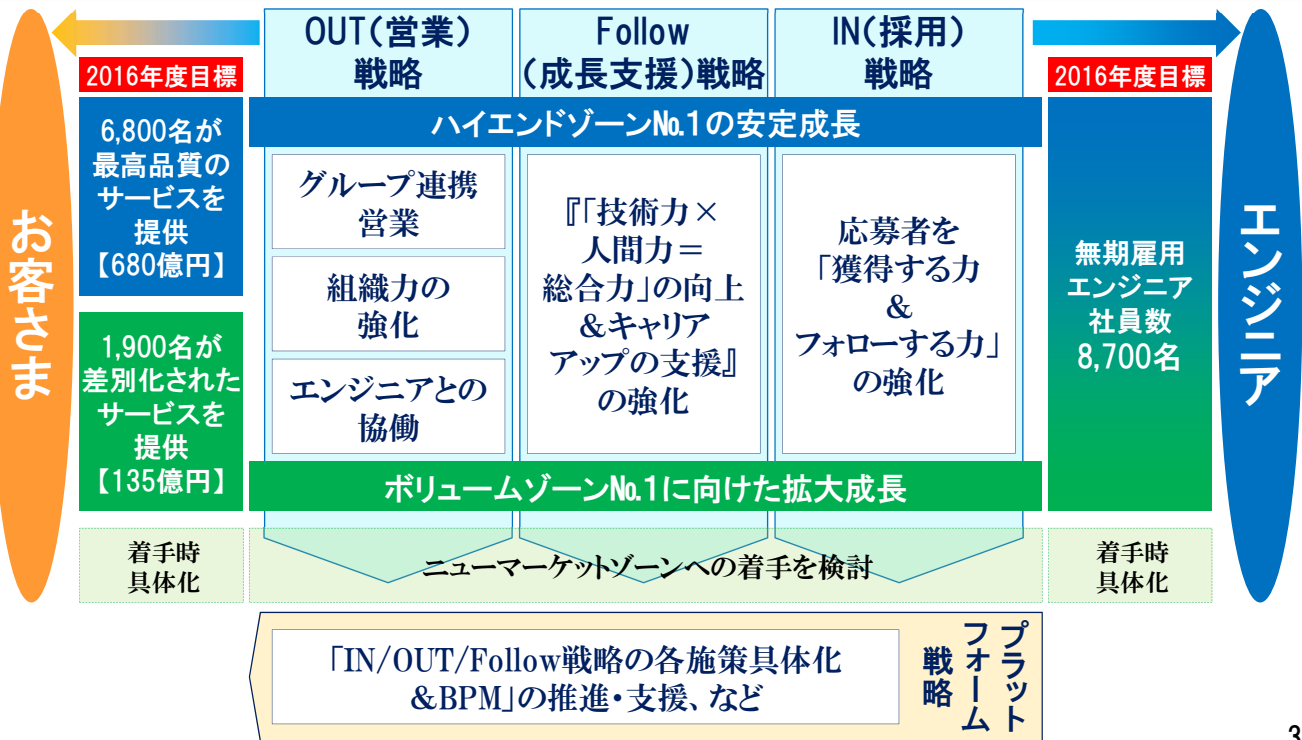 お客さま
2016年度目標
6,800名が
最高品質の
サービスを
提供
【680億円】
1,900名が
差別化された
サービスを
提供
【135億円】
着手時
具体化
OUT(営業)
戦略
Follow
(成長支援)戦略
IN(採用)
戦略
ハイエンドゾーン№1の安定成長
グループ連携
営業
組織力の
強化
エンジニアとの
協働
『「技術力×
人間力＝
総合力」の向上
＆キャリア
アップの支援』
の強化
応募者を
「獲得する力
＆
フォローする力」
の強化
ボリュームゾーン№1に向けた拡大成長
ニューマーケットゾーンへの着手を検討
2016年度目標
無期雇用
エンジニア
社員数
8,700名
着手時
具体化
エンジニア
「IN/OUT/Follow戦略の各施策具体化
＆BPM」の推進・支援、など
プラット
フォーム
戦略
3